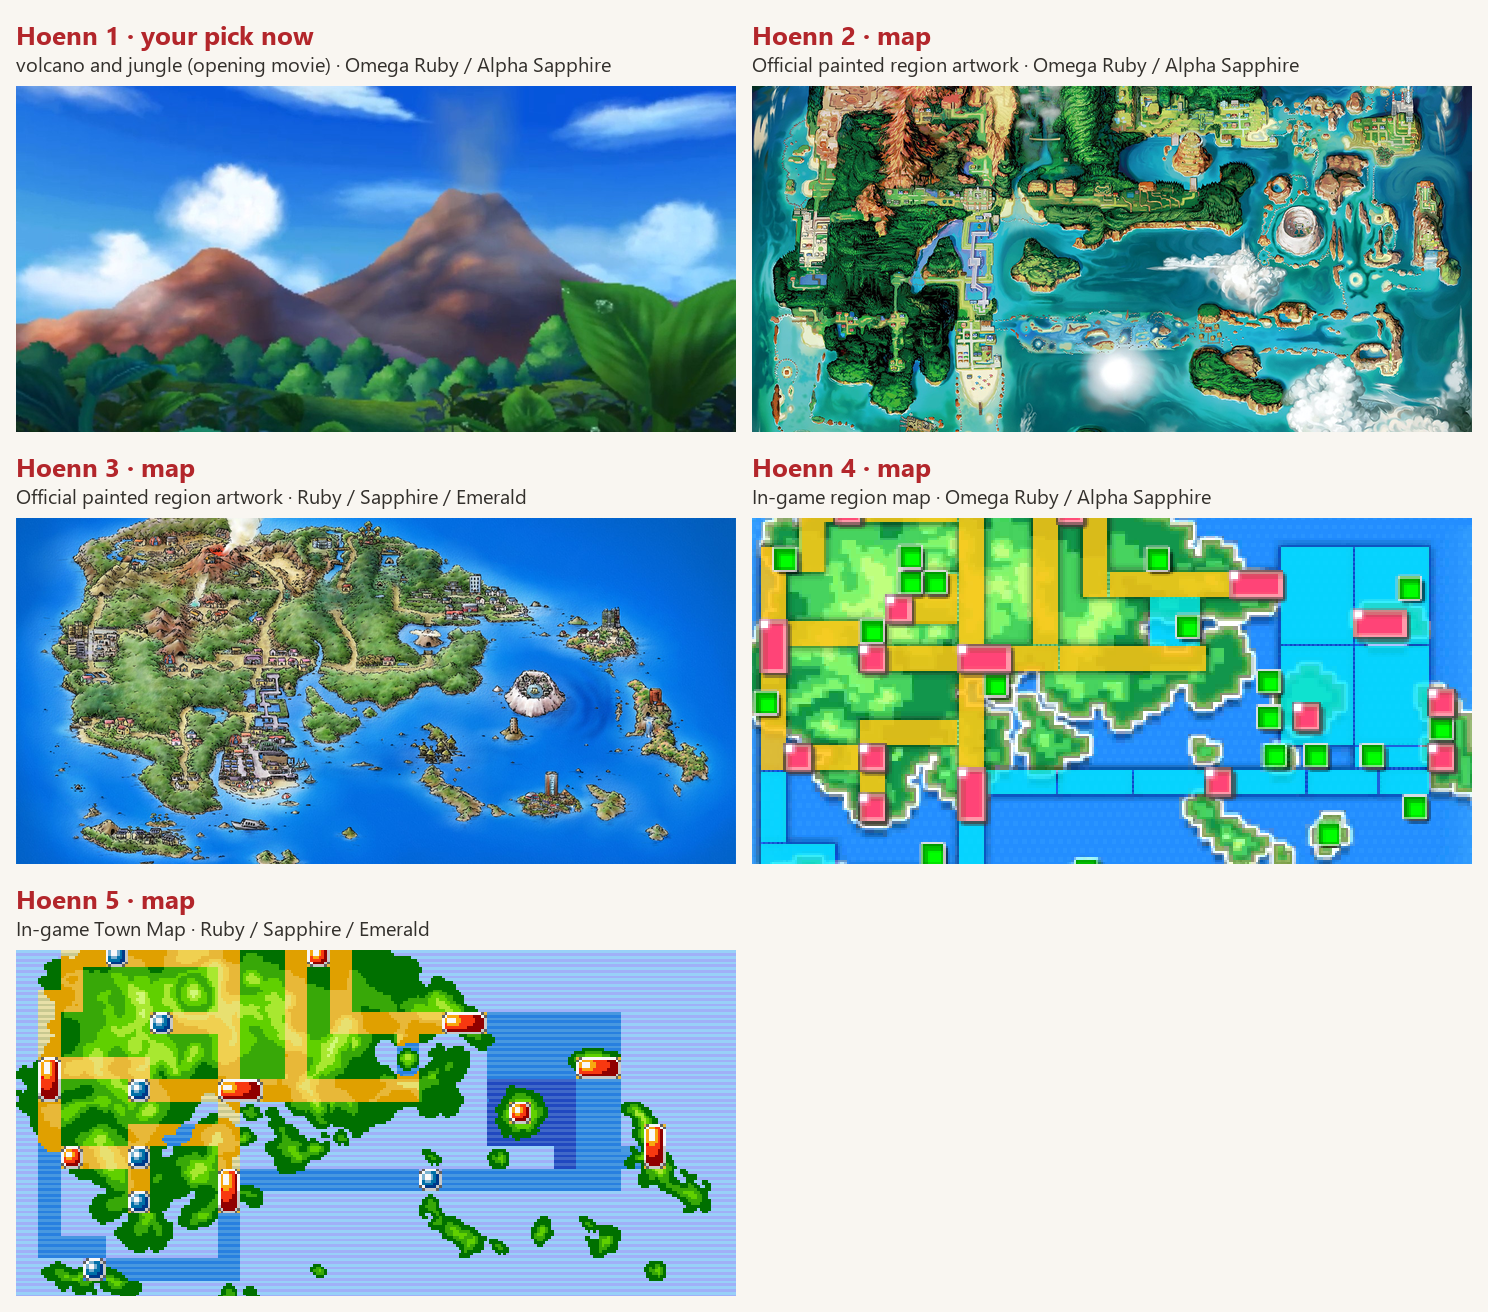 Hoenn 1 · your pick now
volcano and jungle (opening movie) · Omega Ruby / Alpha Sapphire
Hoenn 2 · map
Official painted region artwork · Omega Ruby / Alpha Sapphire
Hoenn 3 · map
Official painted region artwork · Ruby / Sapphire / Emerald
Hoenn 4 · map
In-game region map · Omega Ruby / Alpha Sapphire
Hoenn 5 · map
In-game Town Map · Ruby / Sapphire / Emerald